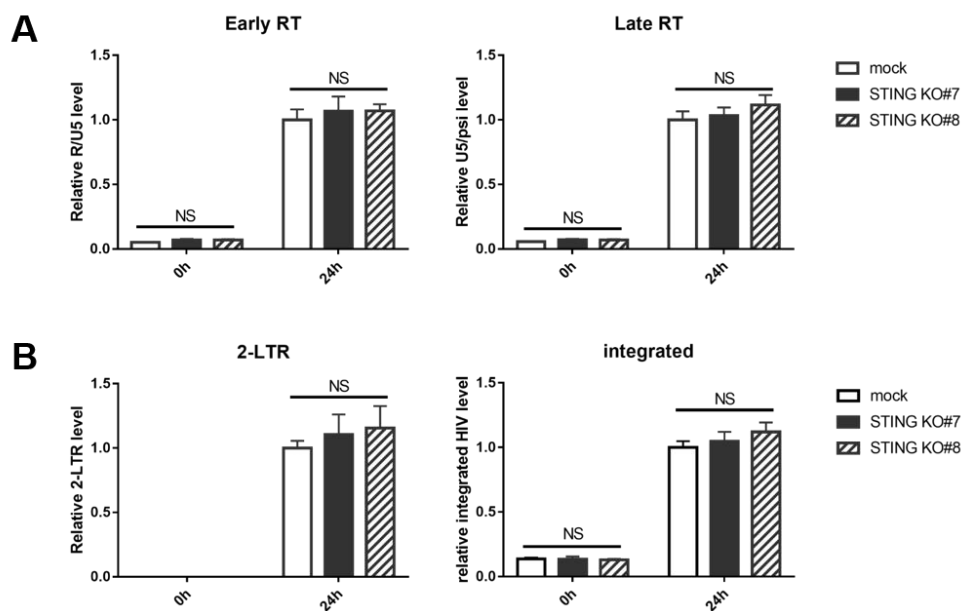 A
Early RT
Relative R/U5 level
1.5
1.0
0.5
0.0
NS
NS
0h
24h
Late RT
Relative U5/psi level
1.5
1.0
0.5
0.0
NS
NS
0h
24h
mock
STING KO#7
STING KO#8
B
2-LTR
Relative 2-LTR level
1.5
1.0
0.5
0.0
NS
0h
24h
integrated
relative integrated HIV level
1.5
1.0
0.5
0.0
NS
NS
0h
24h
mock
STING KO#7
STING KO#8